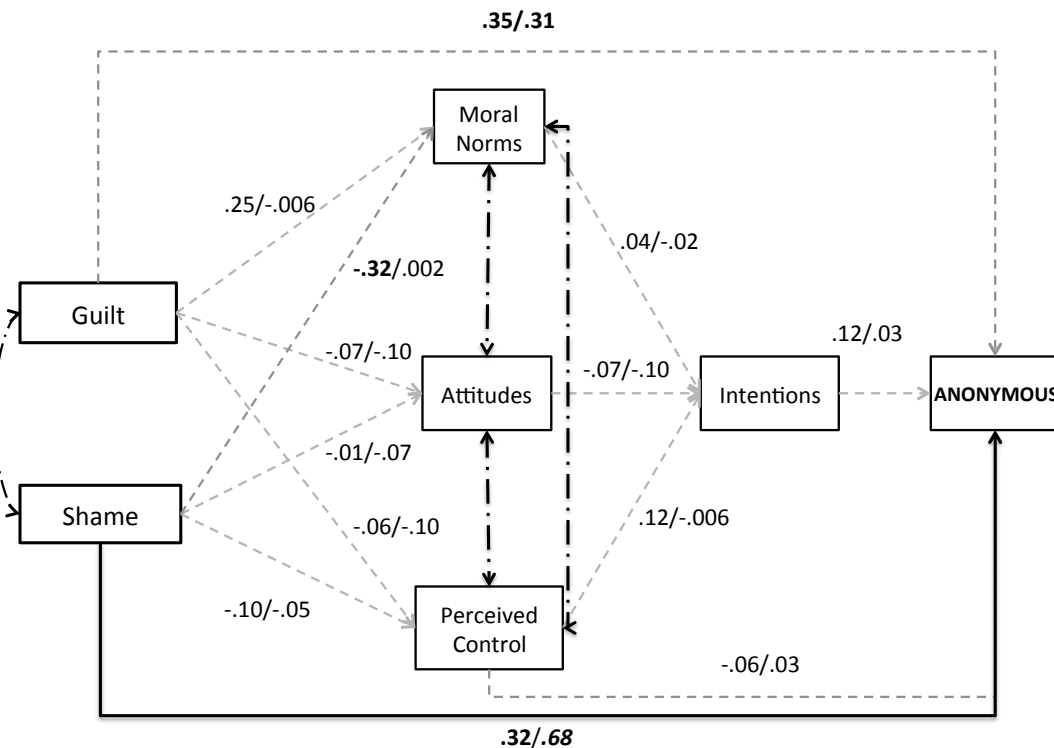 .35/.31
Moral
Norms
.25/-.006
.04/-.02
-.32/.002
Guilt
.12/.03
-.07/-.10
-.07/-.10
Attitudes
Intentions
ANONYMOUS
-.01/-.07
Shame
-.06/-.10
.12/-.006
-.10/-.05
Perceived
Control
-.06/.03
.32/.68